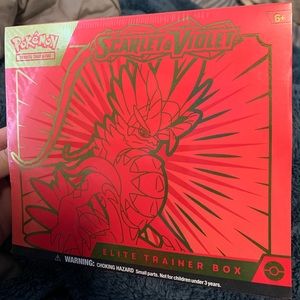 Pokémon
TRADING CARD GAME
SCARLET & VIOLET
6+
ELITE TRAINER BOX
WARNING: CHOKING HAZARD Small parts. Not for children under 3 years.